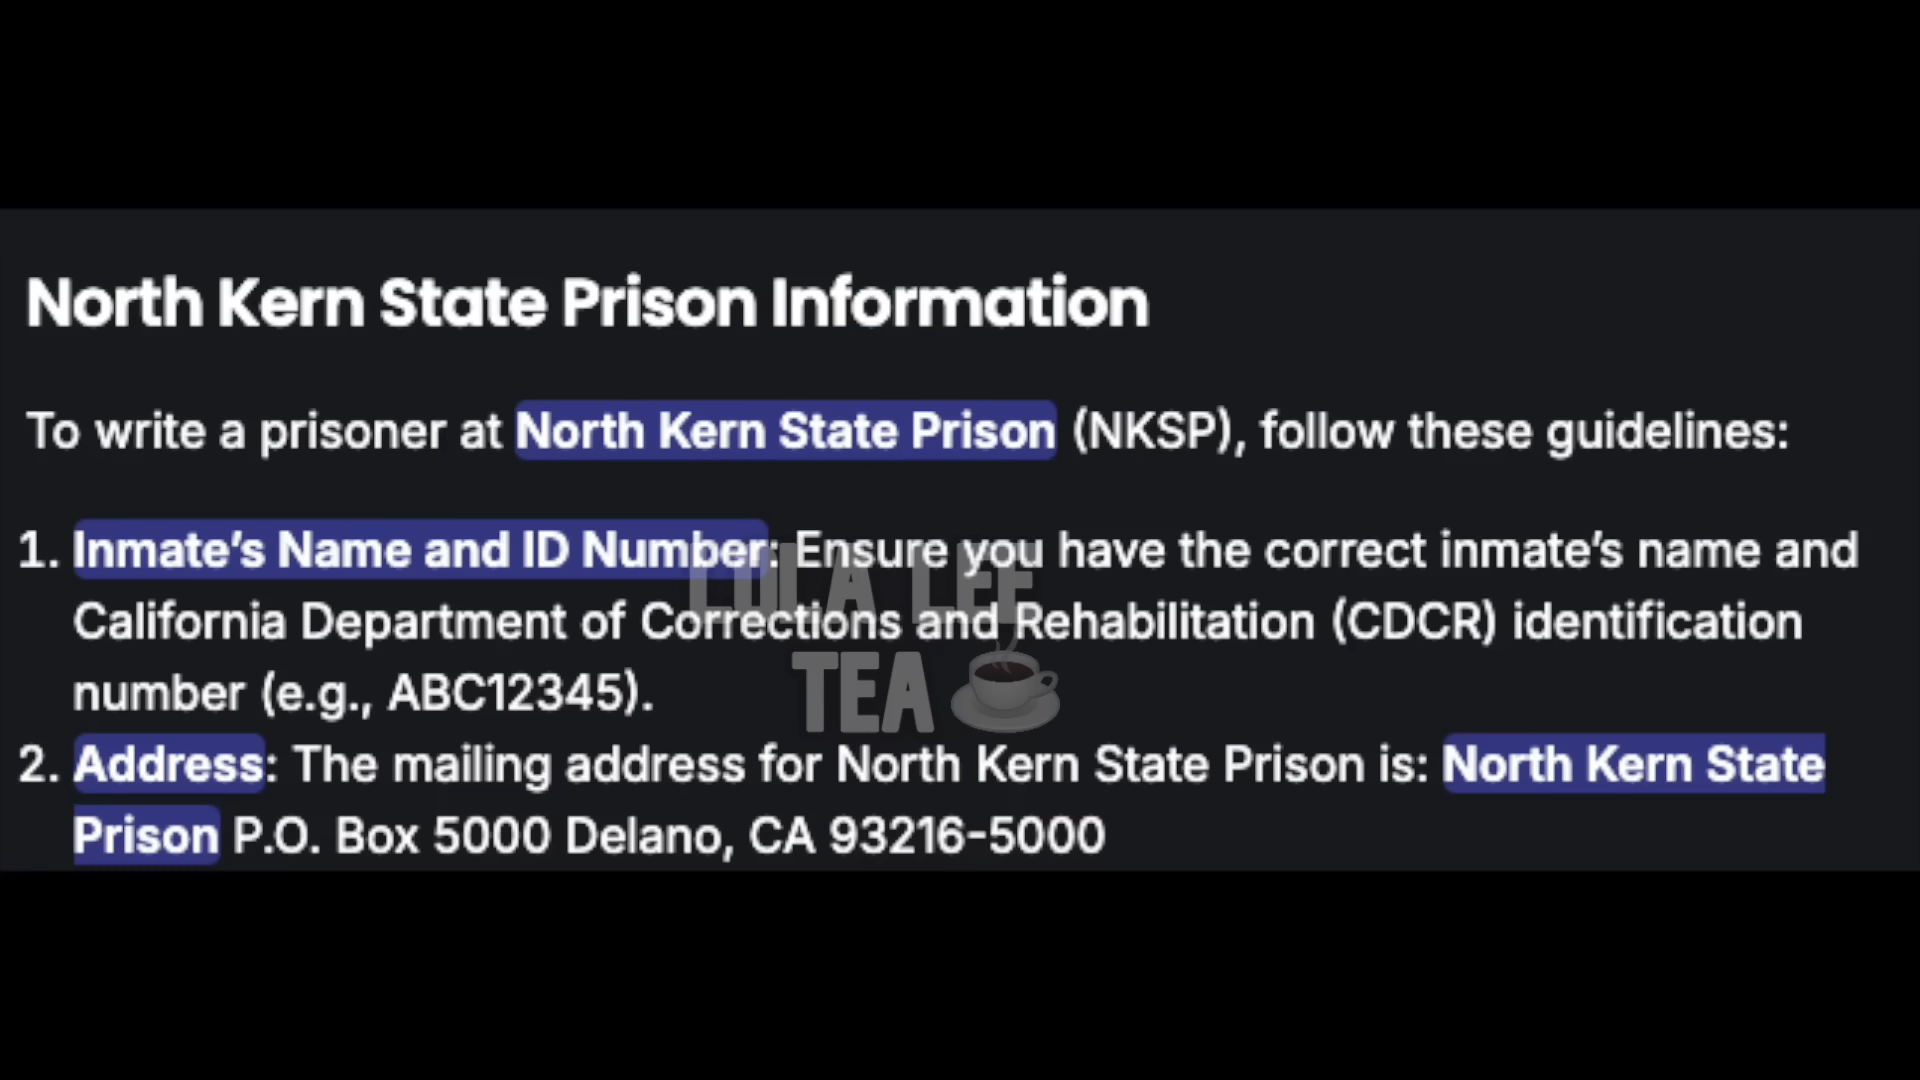 North Kern State Prison Information
To write a prisoner at North Kern State Prison (NKSP), follow these guidelines:
1. Inmate's Name and ID Number: Ensure you have the correct inmate's name and
California Department of Corrections and Rehabilitation (CDCR) identification
number (e.g., ABC12345).
2. Address: The mailing address for North Kern State Prison is: North Kern State
Prison P.O. Box 5000 Delano, CA 93216-5000
LOLA LEE
TEA